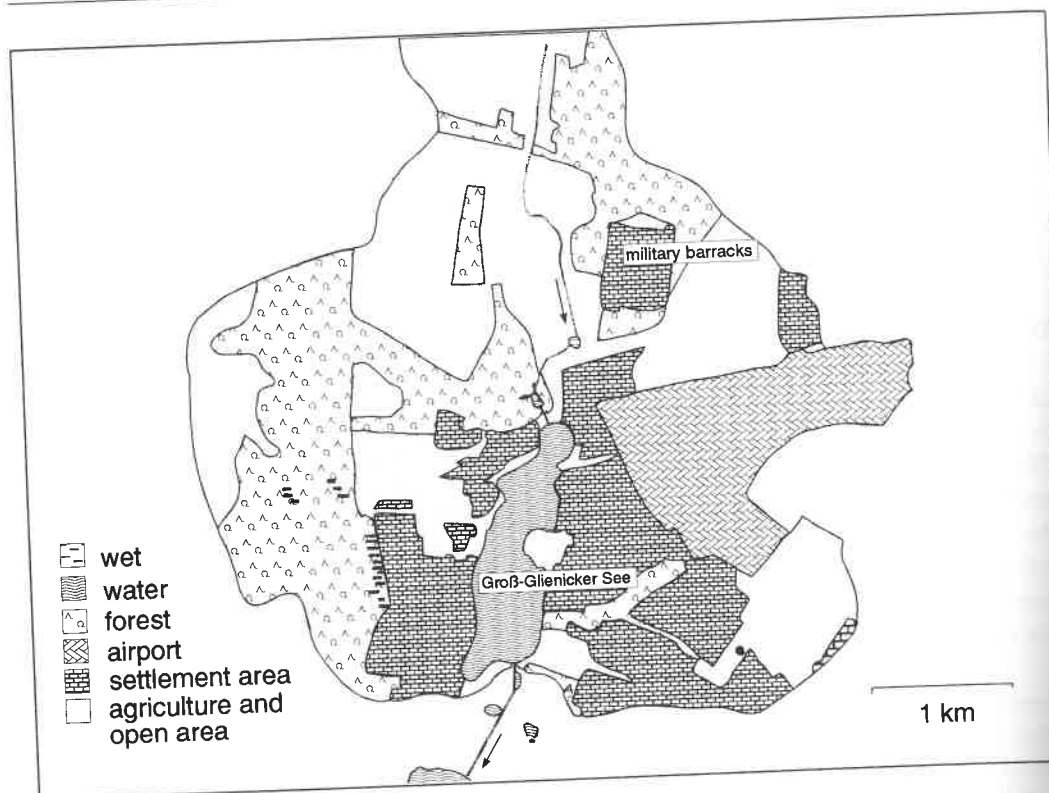 military barracks
Groß-Glienicker See
wet
water
forest
airport
settlement area
agriculture and
open area
1 km